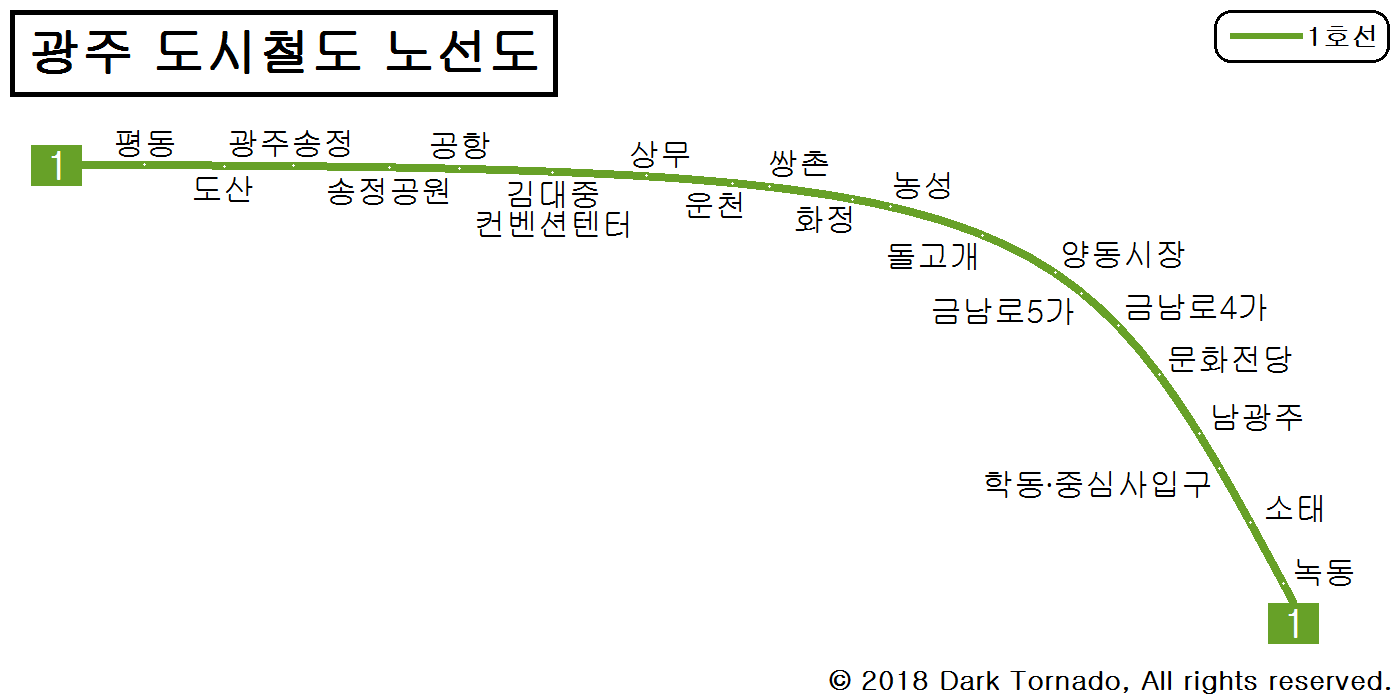 광주 도시철도 노선도
1호선
1
평동
도산
광주송정
송정공원
공항
김대중
컨벤션텐터
상무
운천
쌍촌
화정
농성
돌고개
양동시장
금남로5가
금남로4가
문화전당
남광주
학동·중심사입구
소태
녹동
1
© 2018 Dark Tornado, All rights reserved.